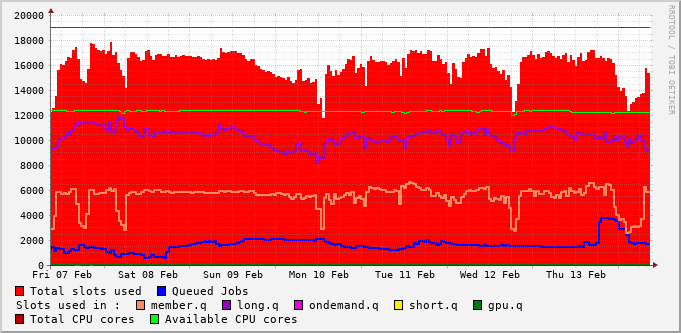 20000
18000
16000
14000
12000
10000
8000
6000
4000
2000
0
Fri 07 Feb Sat 08 Feb Sun 09 Feb Mon 10 Feb Tue 11 Feb Wed 12 Feb Thu 13 Feb
Total slots used Queued Jobs
Slots used in : member.q long.q ondemand.q short.q gpu.q
Total CPU cores Available CPU cores
RRDTOOL / TOBI OETIKER